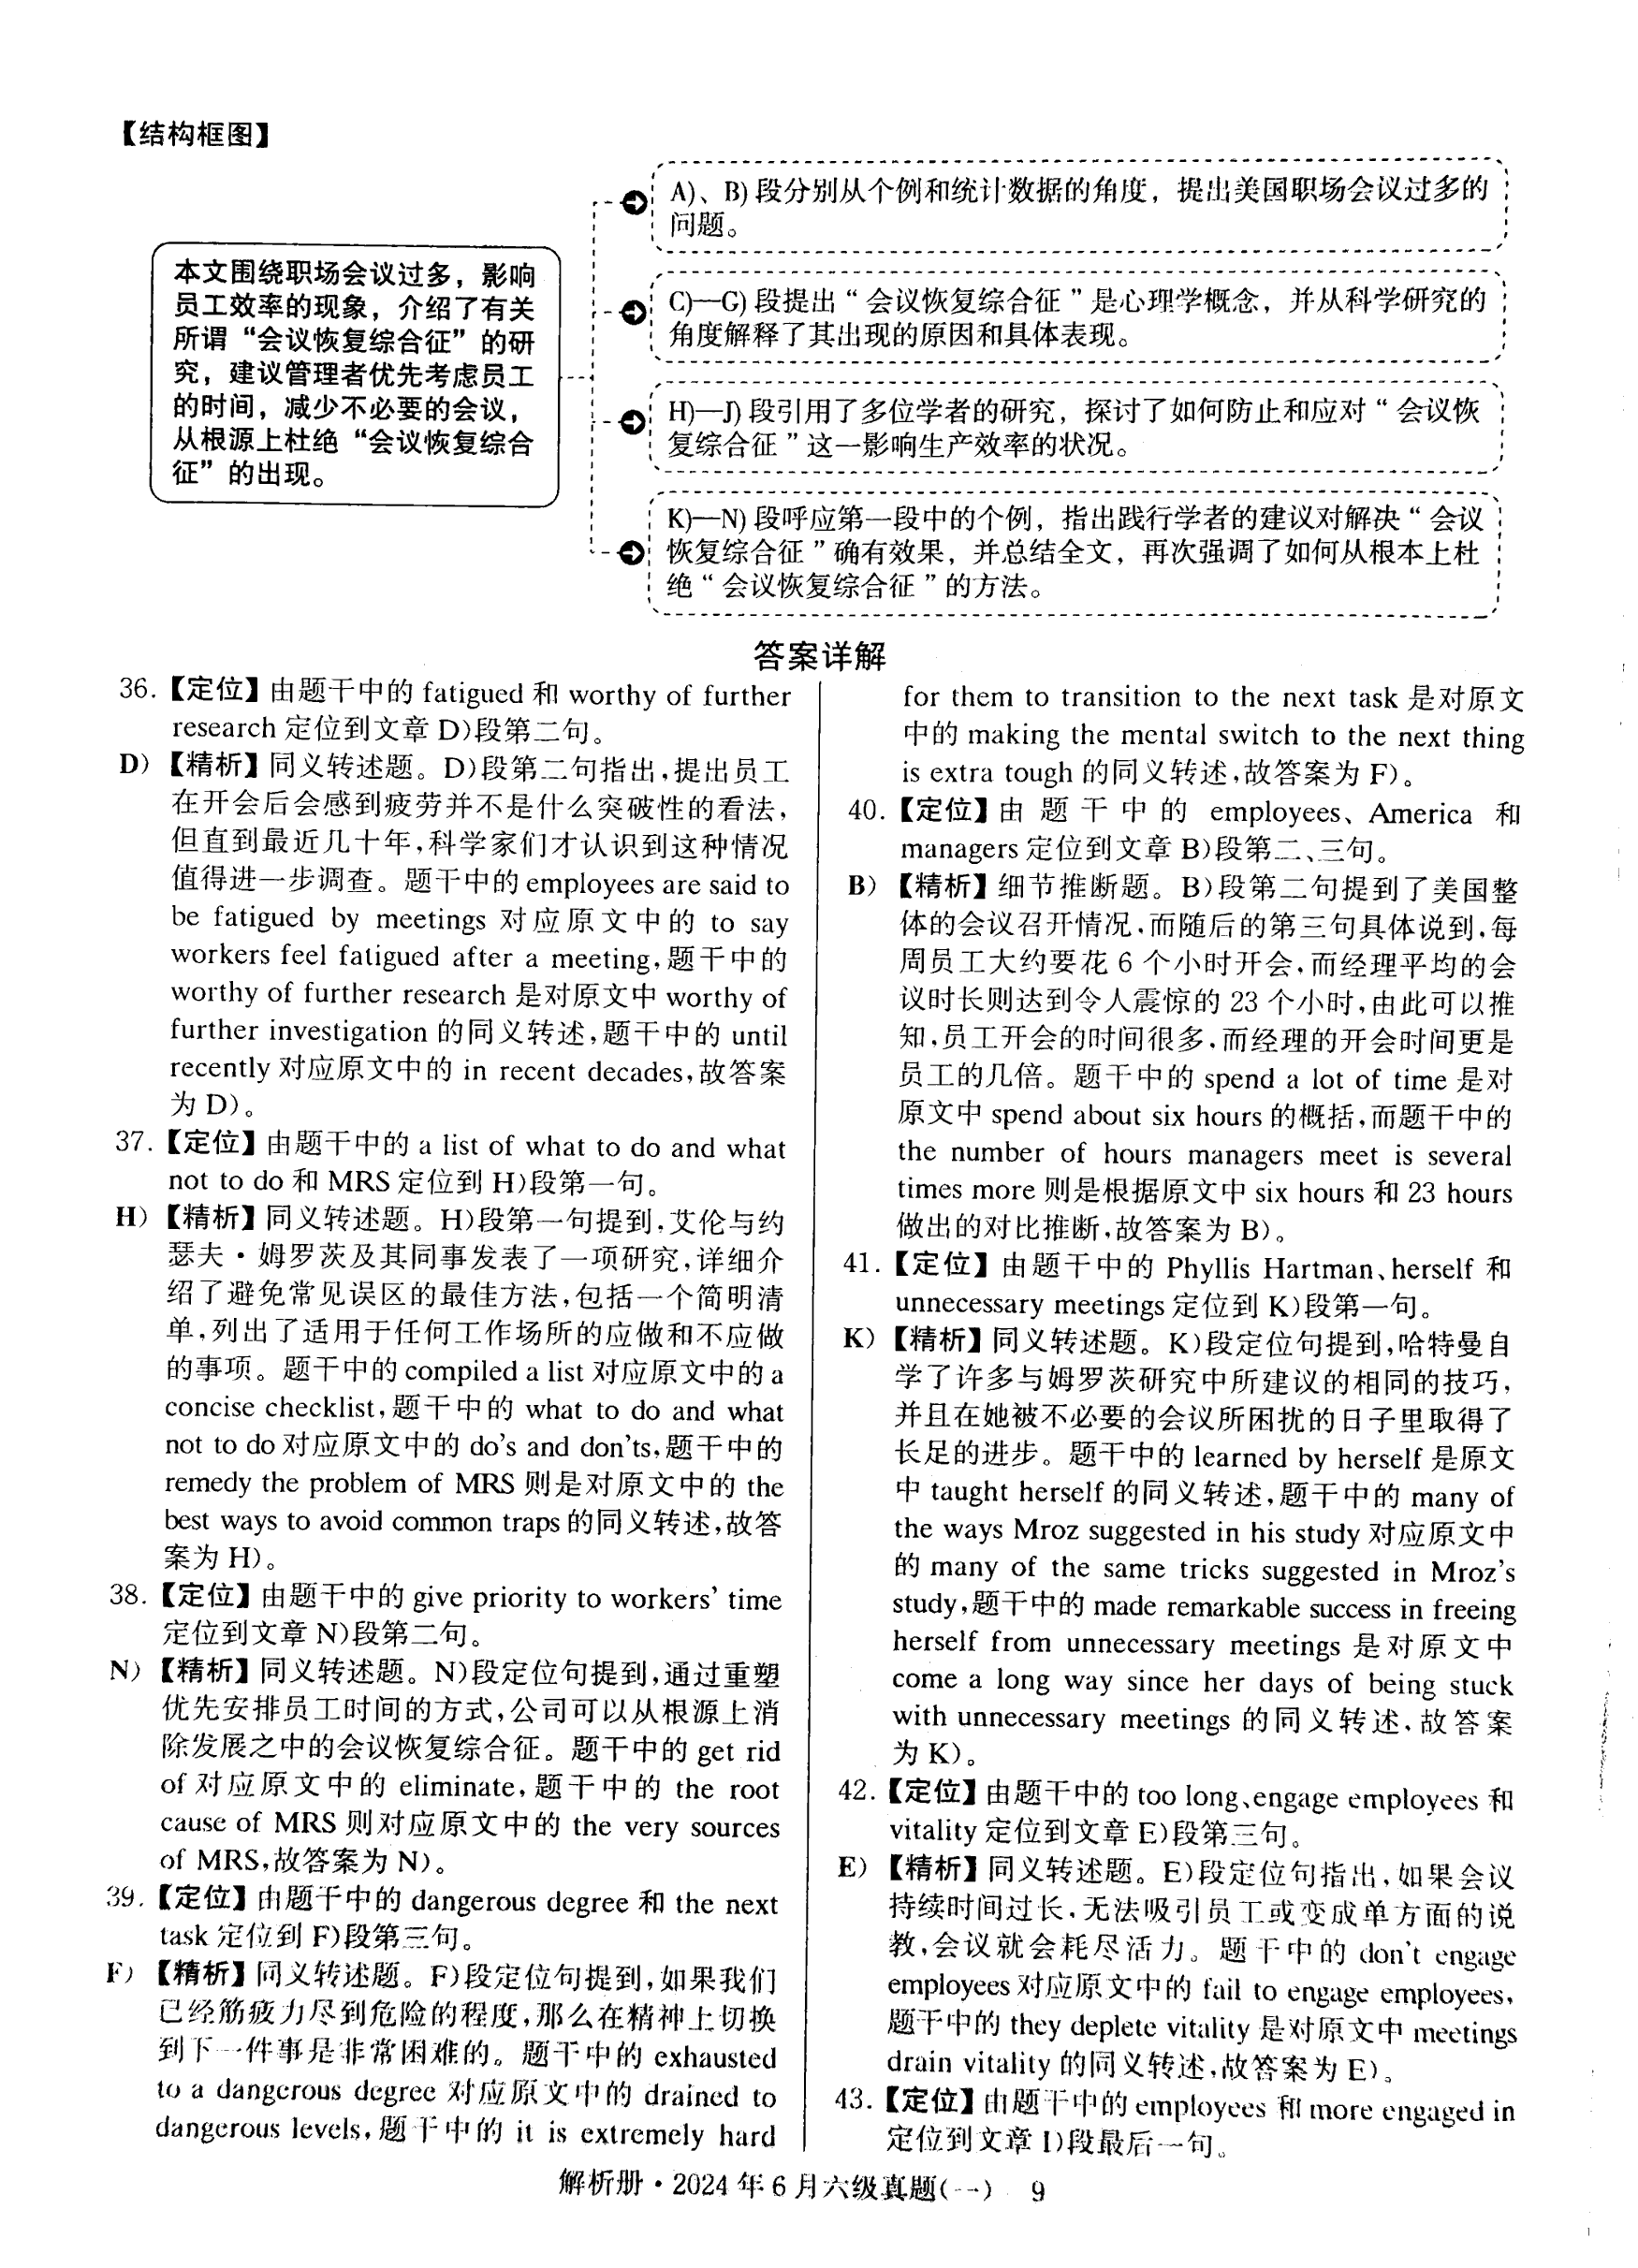 【结构框图】
本文围绕职场会议过多，影响
员工效率的现象，介绍了有关
所谓“会议恢复综合征”的研
究，建议管理者优先考虑员工
的时间，减少不必要的会议，
从根源上杜绝“会议恢复综合
征”的出现。
A)、B) 段分别从个例和统计数据的角度，提出美国职场会议过多的
问题。
C)—G) 段提出“会议恢复综合征”是心理学概念，并从科学研究的
角度解释了其出现的原因和具体表现。
H)—J) 段引用了多位学者的研究，探讨了如何防止和应对“会议恢
复综合征”这一影响生产效率的状况。
K)—N) 段呼应第一段中的个例，指出践行学者的建议对解决“会议
恢复综合征”确有效果，并总结全文，再次强调了如何从根本上杜
绝“会议恢复综合征”的方法。
答案详解
36.【定位】由题干中的 fatigued 和 worthy of further
research 定位到文章 D)段第二句。
D) 【精析】同义转述题。D)段第二句指出,提出员工
在开会后会感到疲劳并不是什么突破性的看法,
但直到最近几十年,科学家们才认识到这种情况
值得进一步调查。题干中的 employees are said to
be fatigued by meetings 对应原文中的 to say
workers feel fatigued after a meeting,题干中的
worthy of further research 是对原文中 worthy of
further investigation 的同义转述,题干中的 until
recently 对应原文中的 in recent decades,故答案
为 D)。
37.【定位】由题干中的 a list of what to do and what
not to do 和 MRS 定位到 H)段第一句。
H) 【精析】同义转述题。H)段第一句提到,艾伦与约
瑟夫·姆罗茨及其同事发表了一项研究,详细介
绍了避免常见误区的最佳方法,包括一个简明清
单,列出了适用于任何工作场所的应做和不应做
的事项。题干中的 compiled a list 对应原文中的 a
concise checklist,题干中的 what to do and what
not to do 对应原文中的 do's and don'ts,题干中的
remedy the problem of MRS 则是对原文中的 the
best ways to avoid common traps 的同义转述,故答
案为 H)。
38.【定位】由题干中的 give priority to workers' time
定位到文章 N)段第二句。
N) 【精析】同义转述题。N)段定位句提到,通过重塑
优先安排员工时间的方式,公司可以从根源上消
除发展之中的会议恢复综合征。题干中的 get rid
of 对应原文中的 eliminate,题干中的 the root
cause of MRS 则对应原文中的 the very sources
of MRS,故答案为 N)。
39.【定位】由题干中的 dangerous degree 和 the next
task 定位到 F)段第三句。
F) 【精析】同义转述题。F)段定位句提到,如果我们
已经筋疲力尽到危险的程度,那么在精神上切换
到下一件事是非常困难的。题干中的 exhausted
to a dangerous degree 对应原文中的 drained to
dangerous levels,题干中的 it is extremely hard
for them to transition to the next task 是对原文
中的 making the mental switch to the next thing
is extra tough 的同义转述,故答案为 F)。
40.【定位】由题干中的 employees、America 和
managers 定位到文章 B)段第二、三句。
B) 【精析】细节推断题。B)段第二句提到了美国整
体的会议召开情况,而随后的第三句具体说到,每
周员工大约要花 6 个小时开会,而经理平均的会
议时长则达到令人震惊的 23 个小时,由此可以推
知,员工开会的时间很多,而经理的开会时间更是
员工的几倍。题干中的 spend a lot of time 是对
原文中 spend about six hours 的概括,而题干中的
the number of hours managers meet is several
times more 则是根据原文中 six hours 和 23 hours
做出的对比推断,故答案为 B)。
41.【定位】由题干中的 Phyllis Hartman、herself 和
unnecessary meetings 定位到 K)段第一句。
K) 【精析】同义转述题。K)段定位句提到,哈特曼自
学了许多与姆罗茨研究中所建议的相同的技巧,
并且在她被不必要的会议所困扰的日子里取得了
长足的进步。题干中的 learned by herself 是原文
中 taught herself 的同义转述,题干中的 many of
the ways Mroz suggested in his study 对应原文中
的 many of the same tricks suggested in Mroz's
study,题干中的 made remarkable success in freeing
herself from unnecessary meetings 是对原文中
come a long way since her days of being stuck
with unnecessary meetings 的同义转述,故答案
为 K)。
42.【定位】由题干中的 too long、engage employees 和
vitality 定位到文章 E)段第三句。
E) 【精析】同义转述题。E)段定位句指出,如果会议
持续时间过长,无法吸引员工或变成单方面的说
教,会议就会耗尽活力。题干中的 don't engage
employees 对应原文中的 fail to engage employees,
题干中的 they deplete vitality 是对原文中 meetings
drain vitality 的同义转述,故答案为 E)。
43.【定位】由题干中的 employees 和 more engaged in
定位到文章 I)段最后一句。
解析册·2024 年 6 月六级真题(一) 9